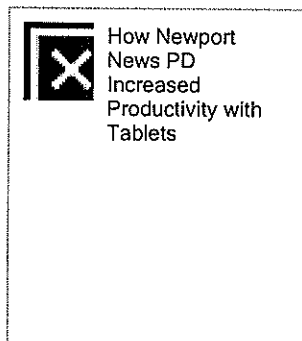 How Newport
News PD
Increased
Productivity with
Tablets